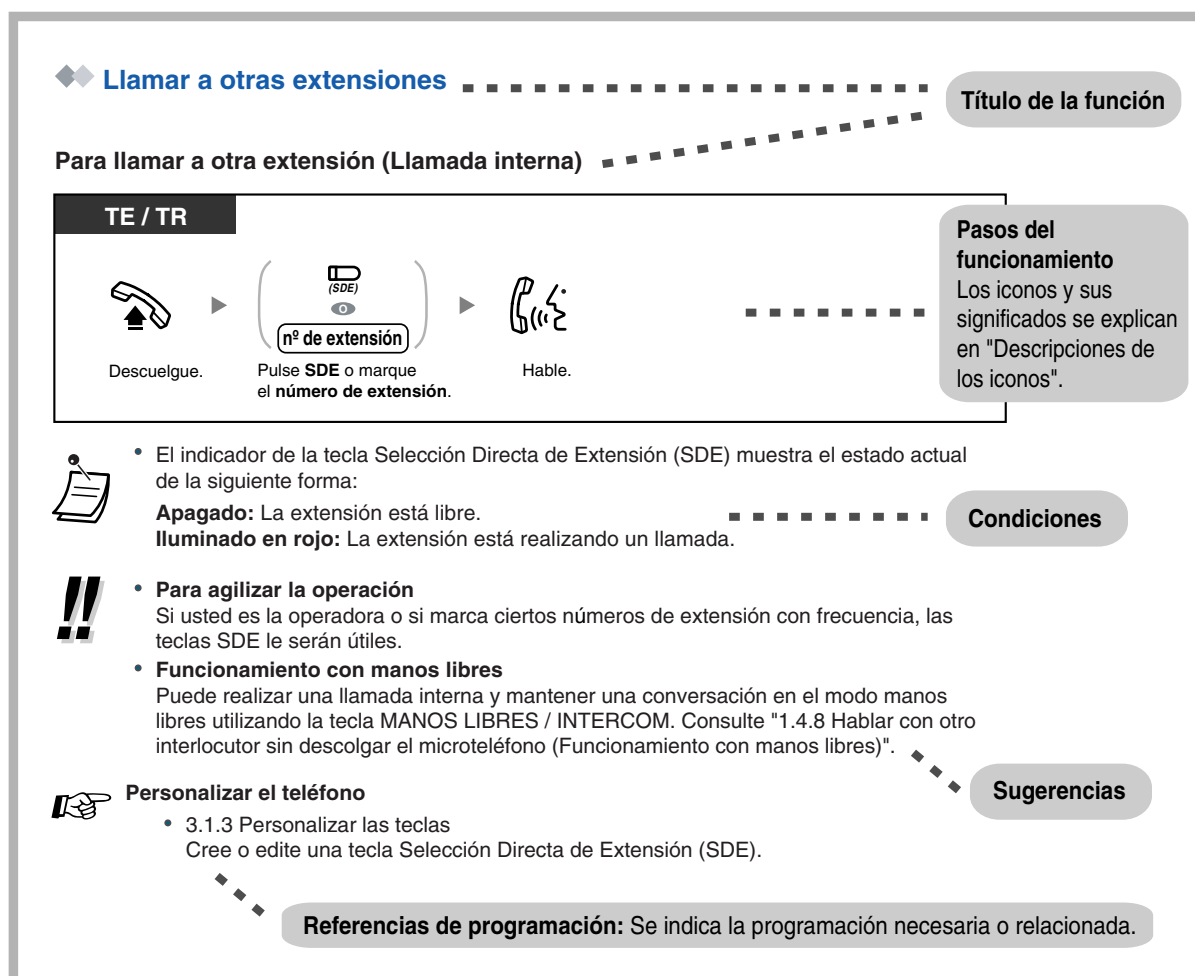 Llamar a otras extensiones
Título de la función
Para llamar a otra extensión (Llamada interna)
TE / TR
(SDE)
O
nº de extensión
Descuelgue.
Pulse SDE o marque
el número de extensión.
Hable.
Pasos del
funcionamiento
Los iconos y sus
significados se explican
en "Descripciones de
los iconos".
• El indicador de la tecla Selección Directa de Extensión (SDE) muestra el estado actual
de la siguiente forma:
Apagado: La extensión está libre.
Iluminado en rojo: La extensión está realizando un llamada.
Condiciones
!!
• Para agilizar la operación
Si usted es la operadora o si marca ciertos números de extensión con frecuencia, las
teclas SDE le serán útiles.
• Funcionamiento con manos libres
Puede realizar una llamada interna y mantener una conversación en el modo manos
libres utilizando la tecla MANOS LIBRES / INTERCOM. Consulte "1.4.8 Hablar con otro
interlocutor sin descolgar el microteléfono (Funcionamiento con manos libres)".
Sugerencias
Personalizar el teléfono
• 3.1.3 Personalizar las teclas
Cree o edite una tecla Selección Directa de Extensión (SDE).
Referencias de programación: Se indica la programación necesaria o relacionada.